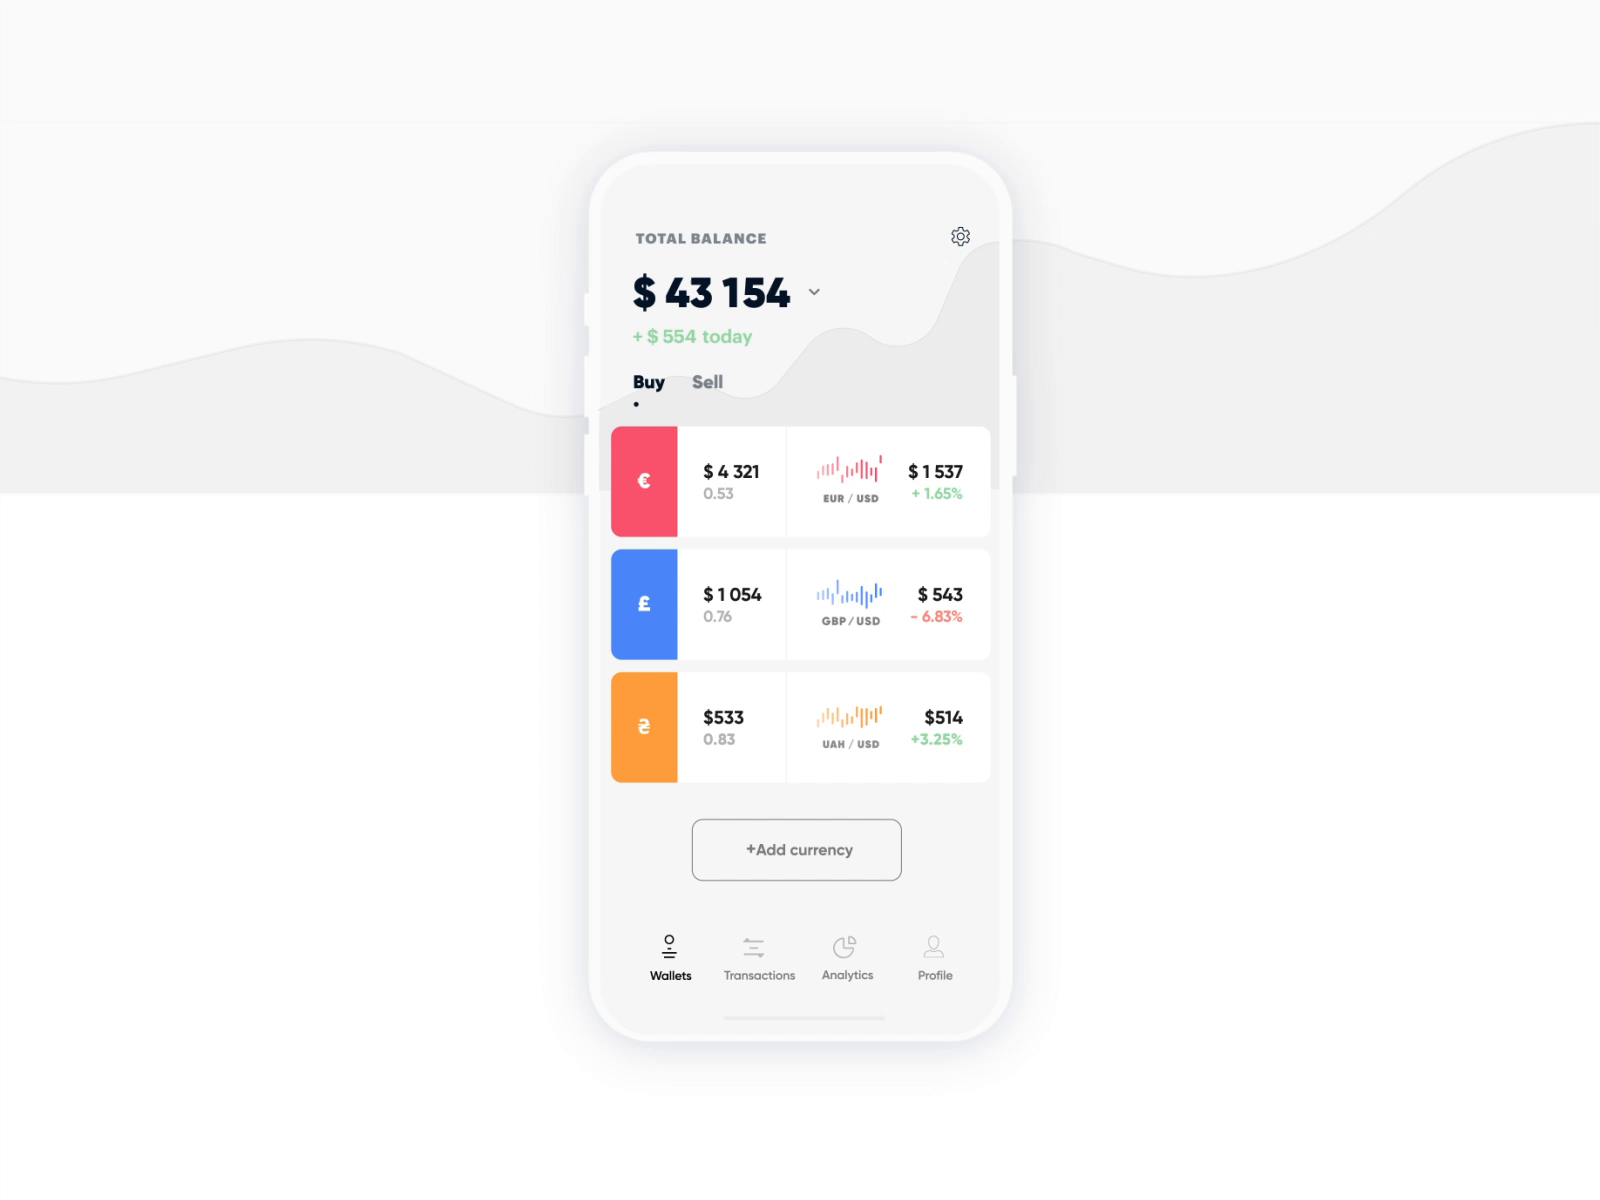 TOTAL BALANCE
$ 43 154
+ $ 554 today
Buy Sell
€
$ 4 321
0.53
EUR / USD
$ 1 537
+ 1.65%
£
$ 1 054
0.76
GBP / USD
$ 543
- 6.83%
₴
$533
0.83
UAH / USD
$514
+3.25%
+Add currency
Wallets Transactions Analytics Profile